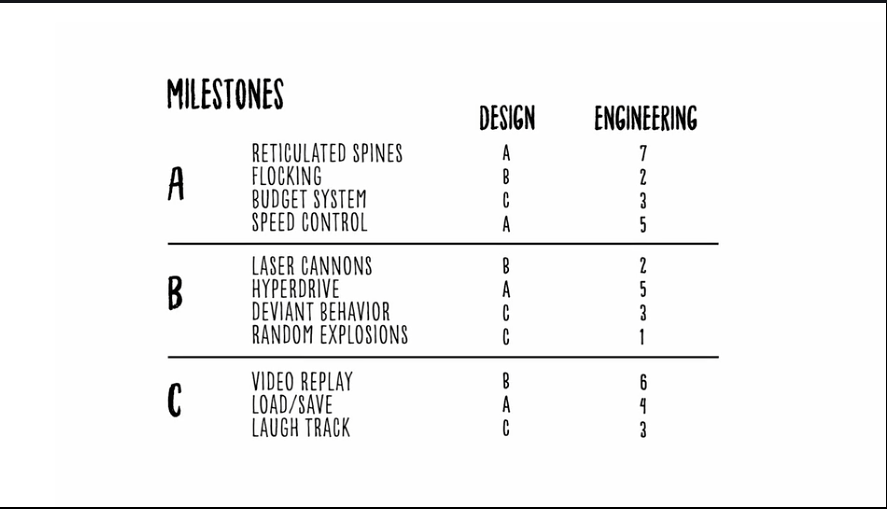 MILESTONES
DESIGN ENGINEERING
A
RETICULATED SPINES A 7
FLOCKING B 2
BUDGET SYSTEM C 3
SPEED CONTROL A 5
B
LASER CANNONS B 2
HYPERDRIVE A 5
DEVIANT BEHAVIOR C 3
RANDOM EXPLOSIONS C 1
C
VIDEO REPLAY B 6
LOAD/SAVE A 4
LAUGH TRACK C 3